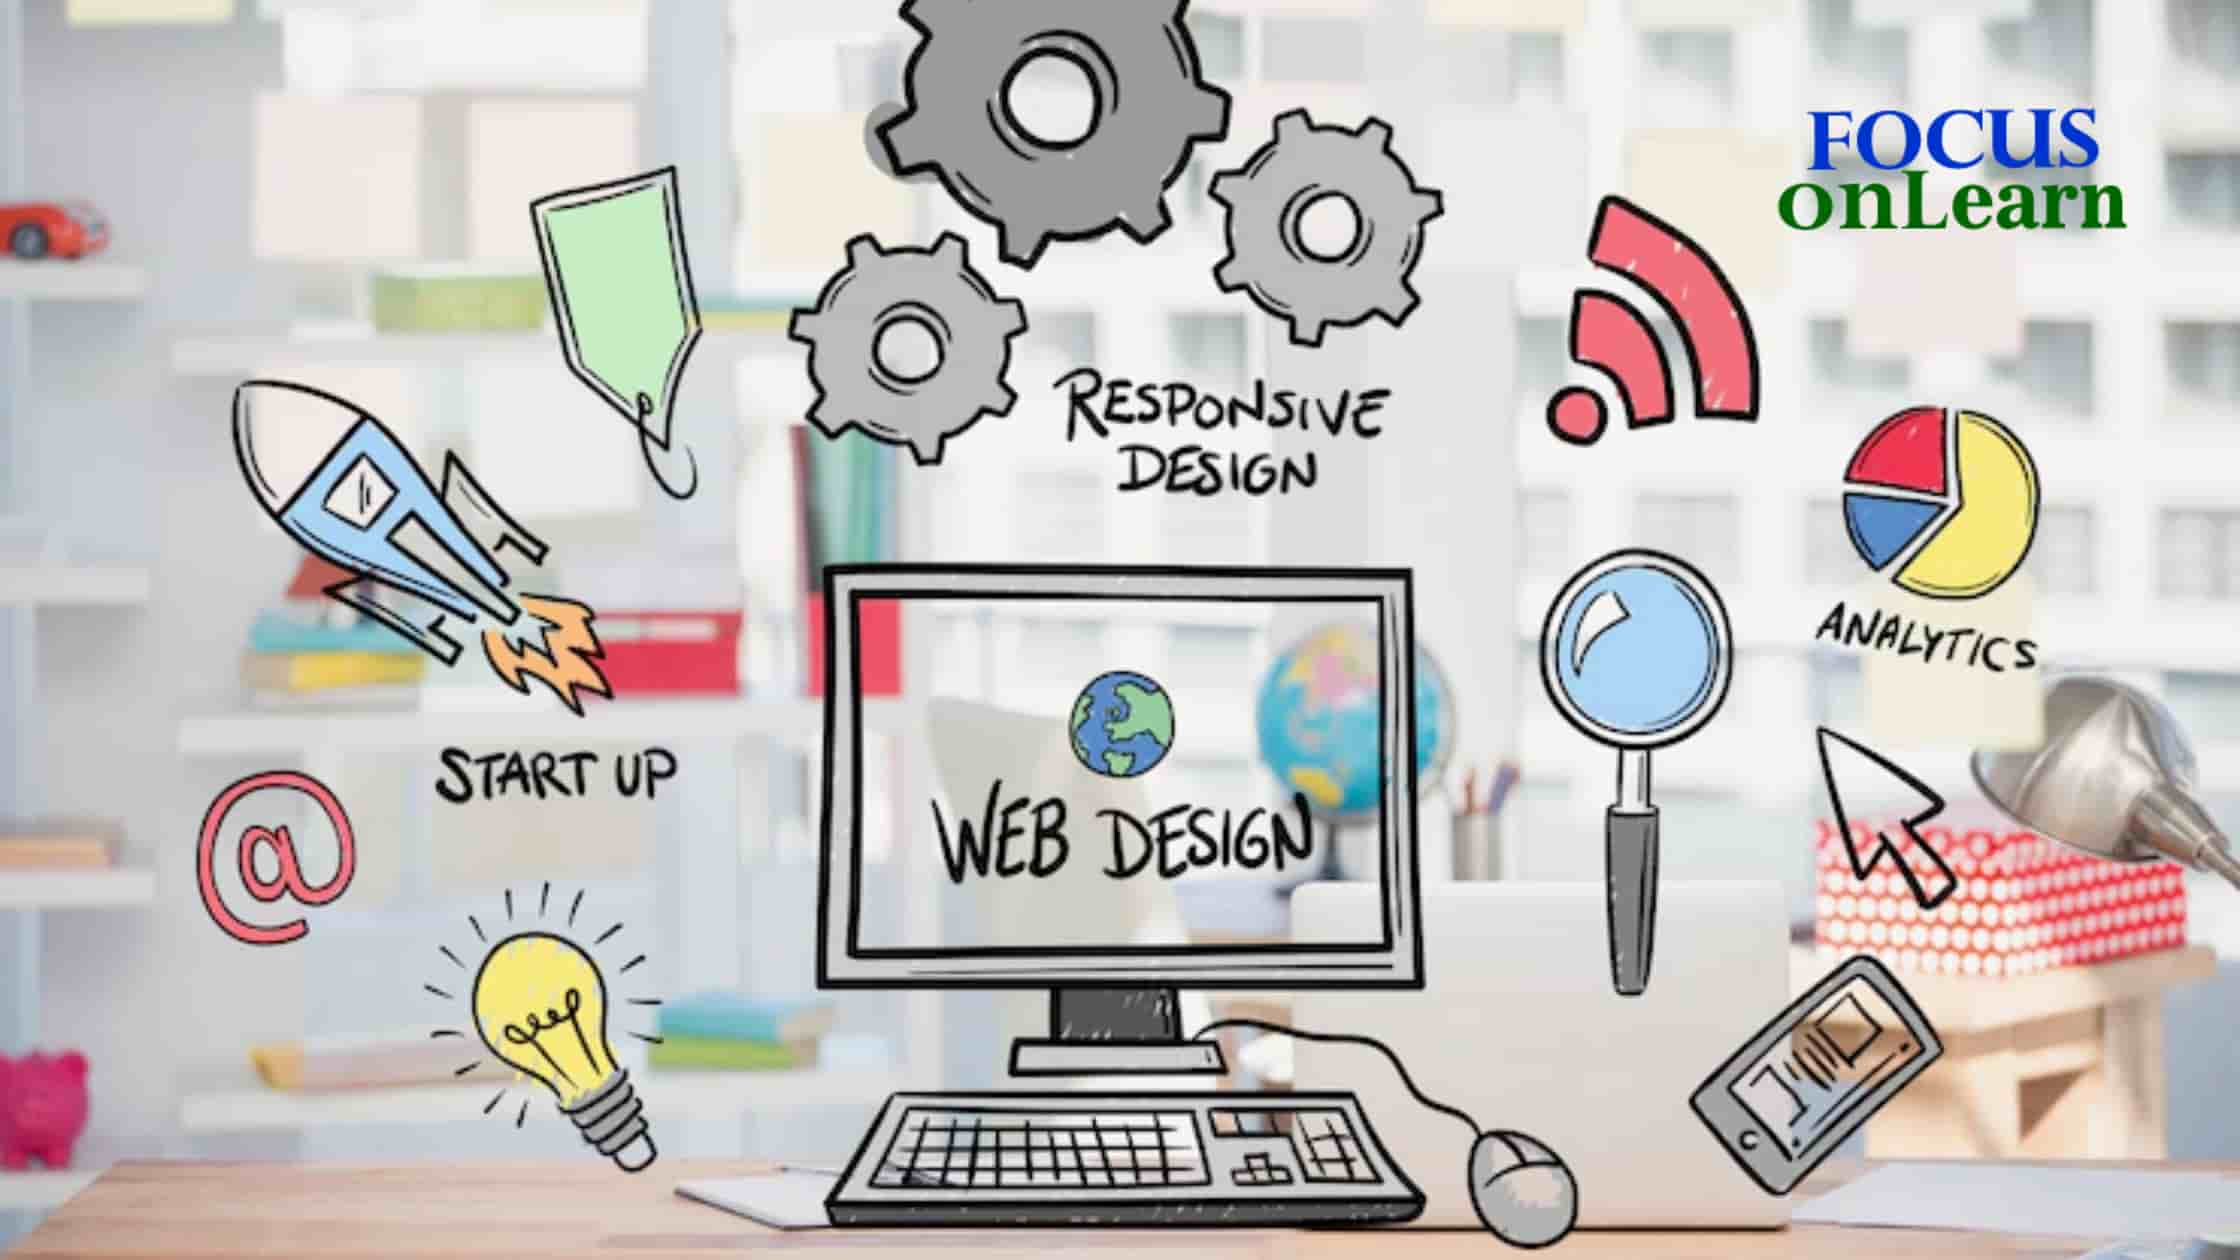 FOCUS
onLearn
RESPONSIVE
DESIGN
ANALYTICS
START UP
@
WEB DESIGN